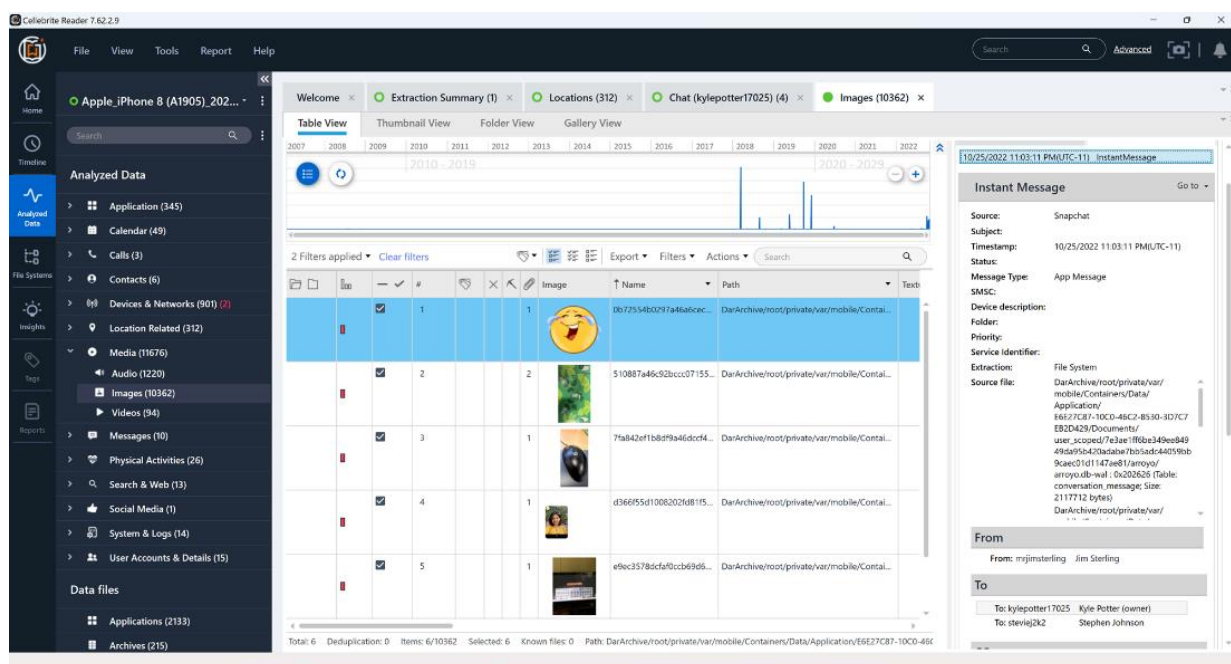 Cellebrite Reader 7.62.2.9
File View Tools Report Help
Search Advanced
Home
Timeline
Analyzed Data
File Systems
Insights
Tags
Reports
Apple_iPhone 8 (A1905)_202...
Search
Analyzed Data
Application (345)
Calendar (49)
Calls (3)
Contacts (6)
Devices & Networks (901) (2)
Location Related (312)
Media (11676)
Audio (1220)
Images (10362)
Videos (94)
Messages (10)
Physical Activities (26)
Search & Web (13)
Social Media (1)
System & Logs (14)
User Accounts & Details (15)
Data files
Applications (2133)
Archives (215)
Welcome Extraction Summary (1) Locations (312) Chat (kylepotter17025) (4) Images (10362)
Table View Thumbnail View Folder View Gallery View
2007 2008 2009 2010 2011 2012 2013 2014 2015 2016 2017 2018 2019 2020 2021 2022
2010 - 2019 2020 - 2029
2 Filters applied Clear filters Export Filters Actions Search
# Image Name Path
1 1 0b72554b0297a46a6cec... DarArchive/root/private/var/mobile/Contai...
2 2 510887a46c92bccc07155... DarArchive/root/private/var/mobile/Contai...
3 1 7fa842ef1b8df9a46dccf4... DarArchive/root/private/var/mobile/Contai...
4 1 d366f55d1008202fd81f5... DarArchive/root/private/var/mobile/Contai...
5 1 e9ec3578dcfaf0ccb69d6... DarArchive/root/private/var/mobile/Contai...
Total: 6 Deduplication: 0 Items: 6/10362 Selected: 6 Known files: 0 Path: DarArchive/root/private/var/mobile/Containers/Data/Application/E6E27C87-10C0-46C
10/25/2022 11:03:11 PM(UTC-11) InstantMessage
Instant Message Go to
Source: Snapchat
Subject:
Timestamp: 10/25/2022 11:03:11 PM(UTC-11)
Status:
Message Type: App Message
SMSC:
Device description:
Folder:
Priority:
Service Identifier:
Extraction: File System
Source file: DarArchive/root/private/var/
mobile/Containers/Data/
Application/
E6E27C87-10C0-46C2-8530-3D7C7
EB2D429/Documents/
user_scoped/7e3ae1ff6be349ee849
49da95b420adabe7bb5adc44059bb
9caec01d1147ae81/arroyo/
arroyo.db-wal : 0x202626 (Table:
conversation_message; Size:
2117712 bytes)
DarArchive/root/private/var/
From
From: mrjimsterling Jim Sterling
To
To: kylepotter17025 Kyle Potter (owner)
To: steviej2k2 Stephen Johnson